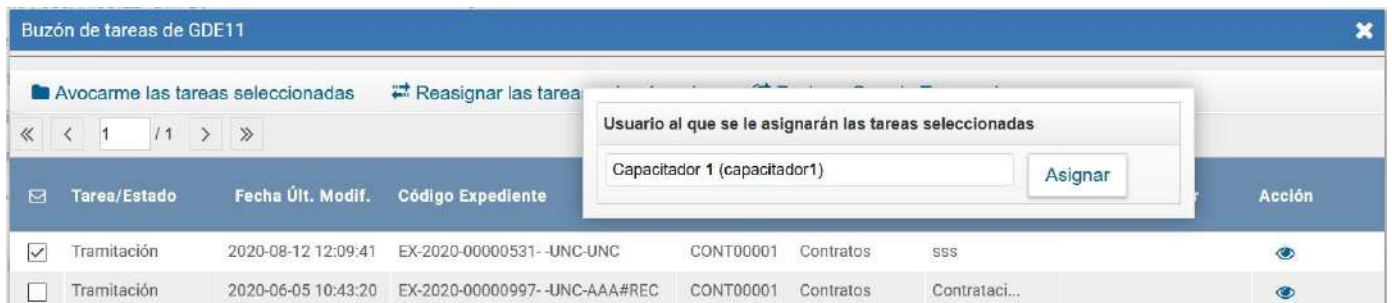 Buzón de tareas de GDE11
Avocarme las tareas seleccionadas Reasignar las tareas
Usuario al que se le asignarán las tareas seleccionadas
1 / 1
Capacitador 1 (capacitador1) Asignar
Tarea/Estado Fecha Últ. Modif. Código Expediente Acción
Tramitación 2020-08-12 12:09:41 EX-2020-00000531- -UNC-UNC CONT00001 Contratos sss
Tramitación 2020-06-05 10:43:20 EX-2020-00000997- -UNC-AAA#REC CONT00001 Contratos Contrataci...